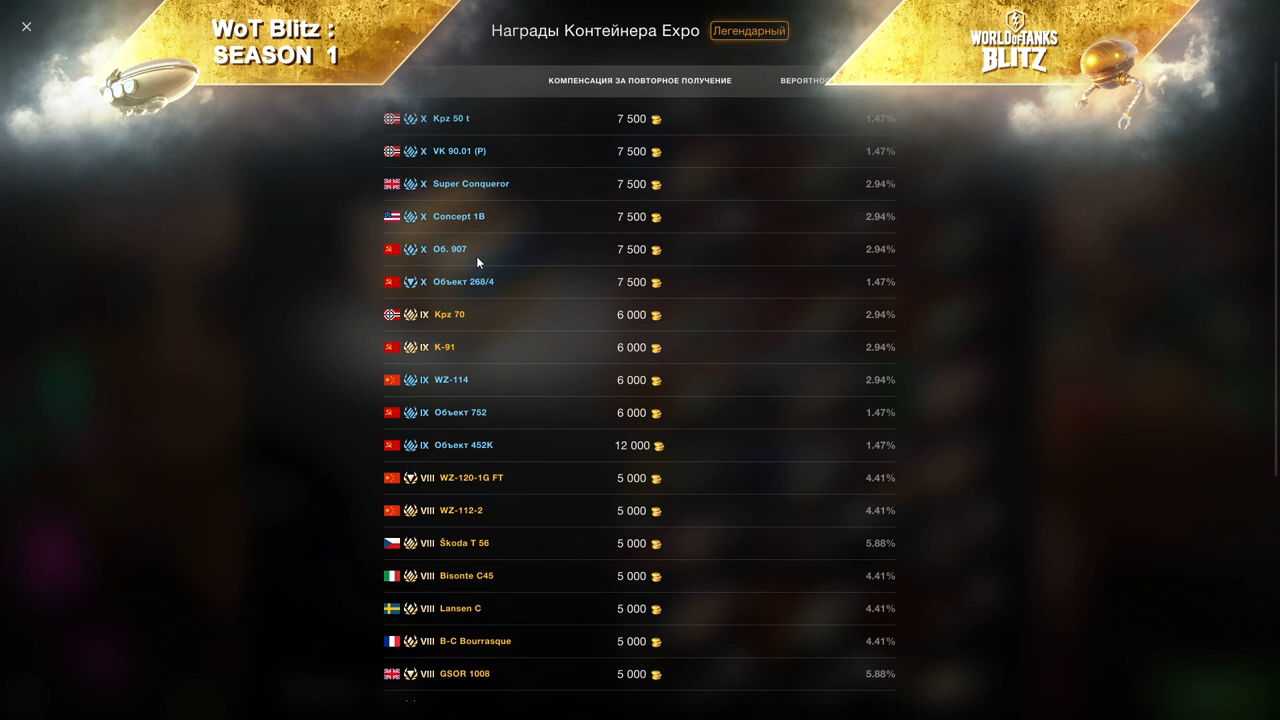 WoT Blitz :
SEASON 1
Награды Контейнера Expo Легендарный
WORLD OF TANKS
BLITZ
КОМПЕНСАЦИЯ ЗА ПОВТОРНОЕ ПОЛУЧЕНИЕ
X Kpz 50 t 7 500 1.47%
X VK 90.01 (P) 7 500 1.47%
X Super Conqueror 7 500 2.94%
X Concept 1B 7 500 2.94%
X Об. 907 7 500 2.94%
X Объект 268/4 7 500 1.47%
IX Kpz 70 6 000 2.94%
IX K-91 6 000 2.94%
IX WZ-114 6 000 2.94%
IX Объект 752 6 000 1.47%
IX Объект 452К 12 000 1.47%
VIII WZ-120-1G FT 5 000 4.41%
VIII WZ-112-2 5 000 4.41%
VIII Škoda T 56 5 000 5.88%
VIII Bisonte C45 5 000 4.41%
VIII Lansen C 5 000 4.41%
VIII B-C Bourrasque 5 000 4.41%
VIII GSOR 1008 5 000 5.88%